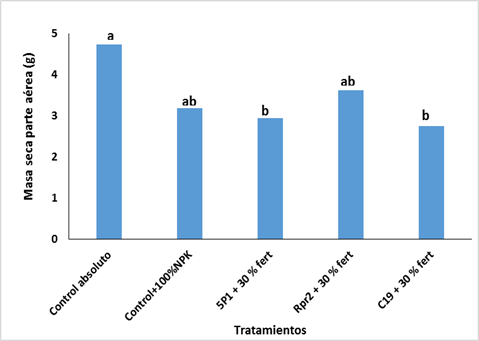 Masa seca parte aérea (g)
5
4
3
2
1
0
a
ab
b
ab
b
Control absoluto
Control+100%NPK
5P1 + 30 % fert
Rpr2 + 30 % fert
C19 + 30 % fert
Tratamientos